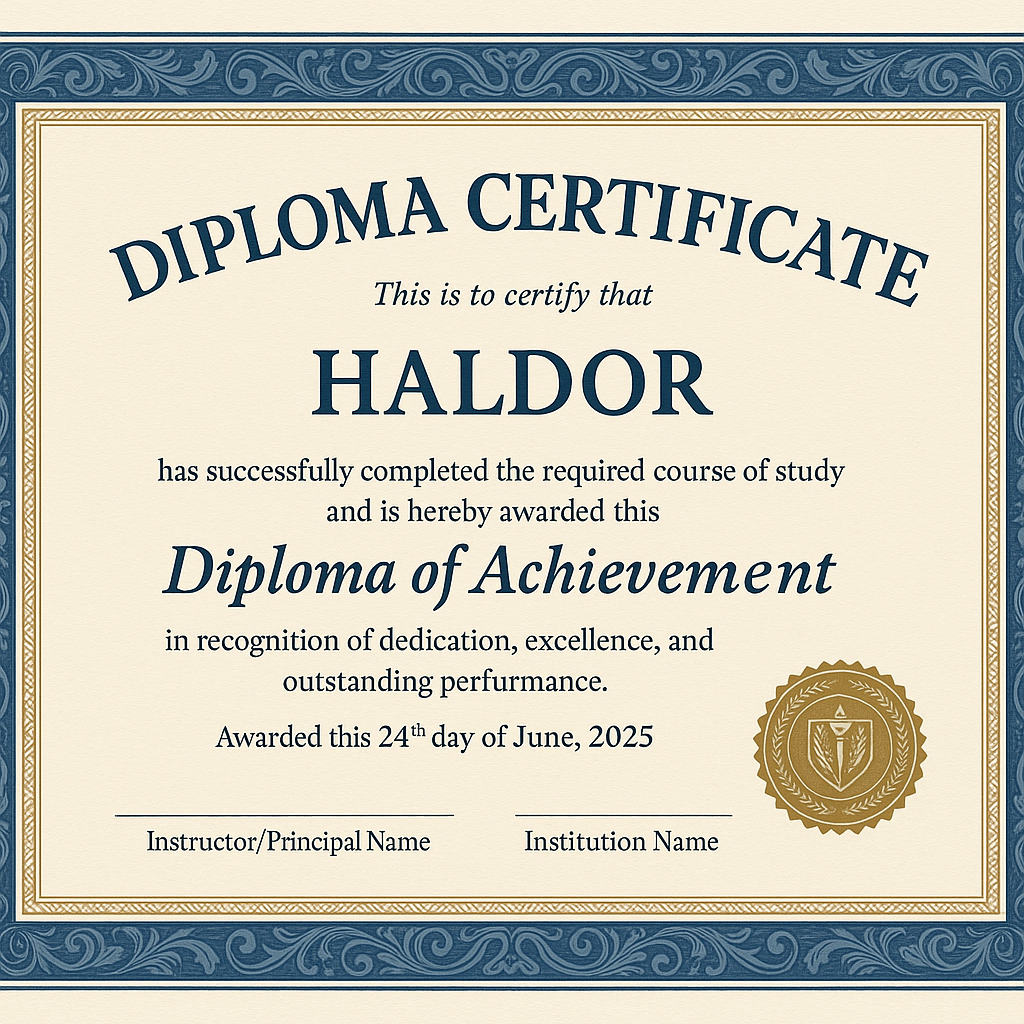 DIPLOMA CERTIFICATE
This is to certify that
HALDOR
has successfully completed the required course of study
and is hereby awarded this
Diploma of Achievement
in recognition of dedication, excellence, and
outstanding perfurmance.
Awarded this 24th day of June, 2025
Instructor/Principal Name
Institution Name